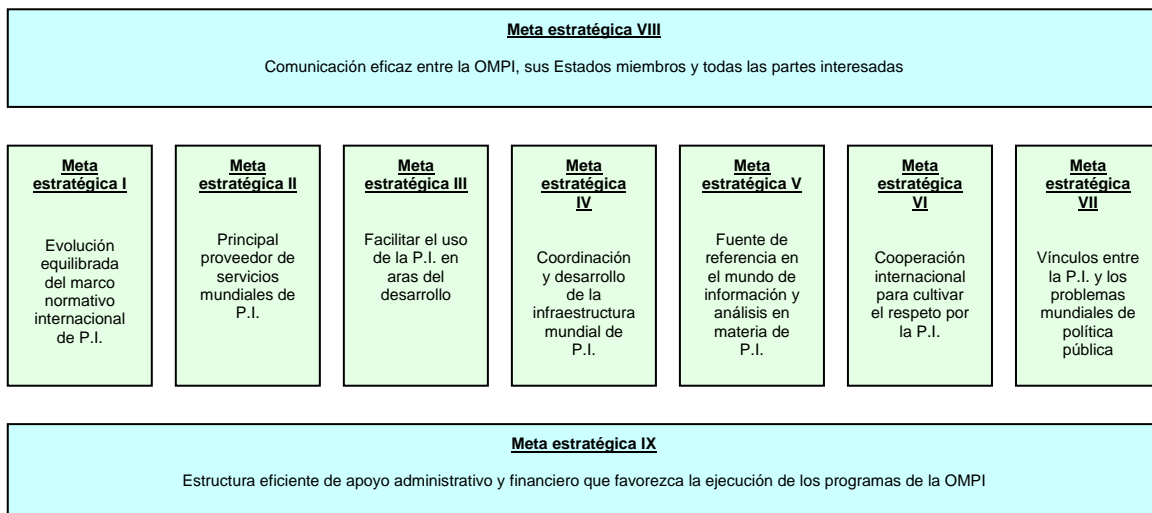 Meta estratégica VIII
Comunicación eficaz entre la OMPI, sus Estados miembros y todas las partes interesadas
Meta
estratégica I
Evolución
equilibrada
del marco
normativo
internacional
de P.I.
Meta
estratégica II
Principal
proveedor de
servicios
mundiales de
P.I.
Meta
estratégica III
Facilitar el uso
de la P.I. en
aras del
desarrollo
Meta
estratégica
IV
Coordinación
y desarrollo
de la
infraestructura
mundial de
P.I.
Meta
estratégica V
Fuente de
referencia en
el mundo de
información y
análisis en
materia de
P.I.
Meta
estratégica
VI
Cooperación
internacional
para cultivar
el respeto por
la P.I.
Meta
estratégica
VII
Vínculos entre
la P.I. y los
problemas
mundiales de
política
pública
Meta estratégica IX
Estructura eficiente de apoyo administrativo y financiero que favorezca la ejecución de los programas de la OMPI